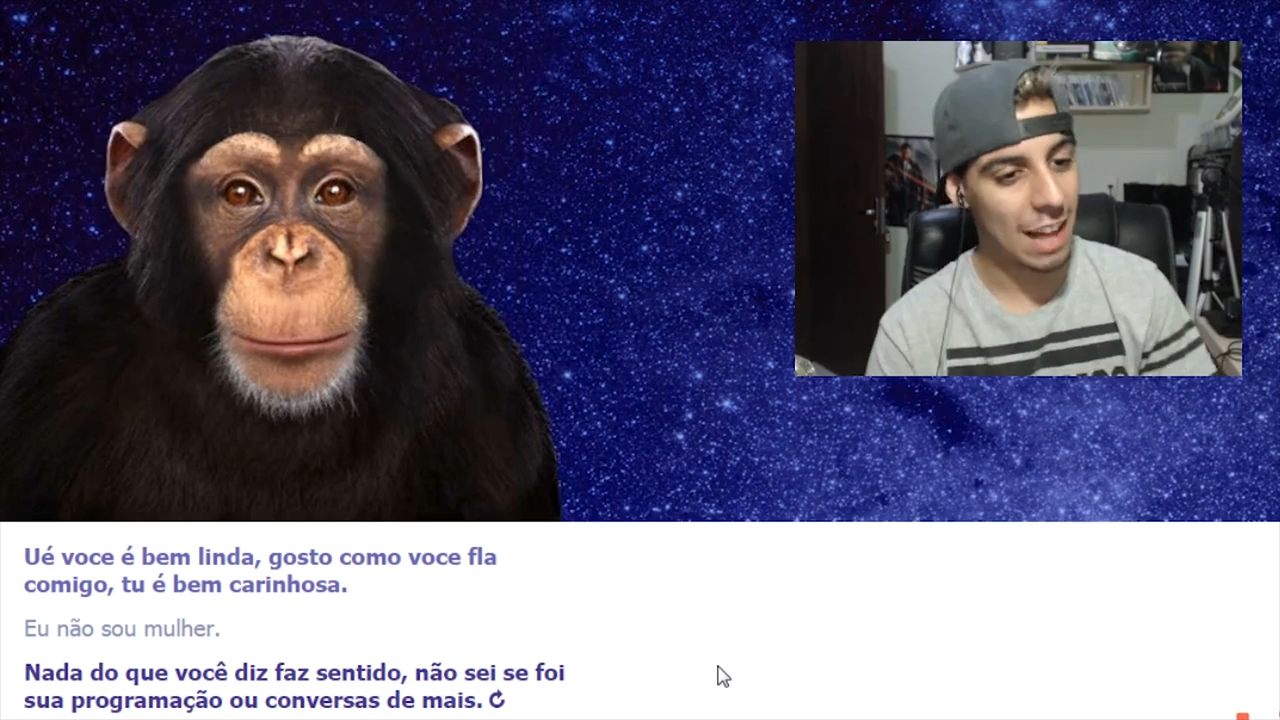 Ué voce é bem linda, gosto como voce fla
comigo, tu é bem carinhosa.
Eu não sou mulher.
Nada do que você diz faz sentido, não sei se foi
sua programação ou conversas de mais.